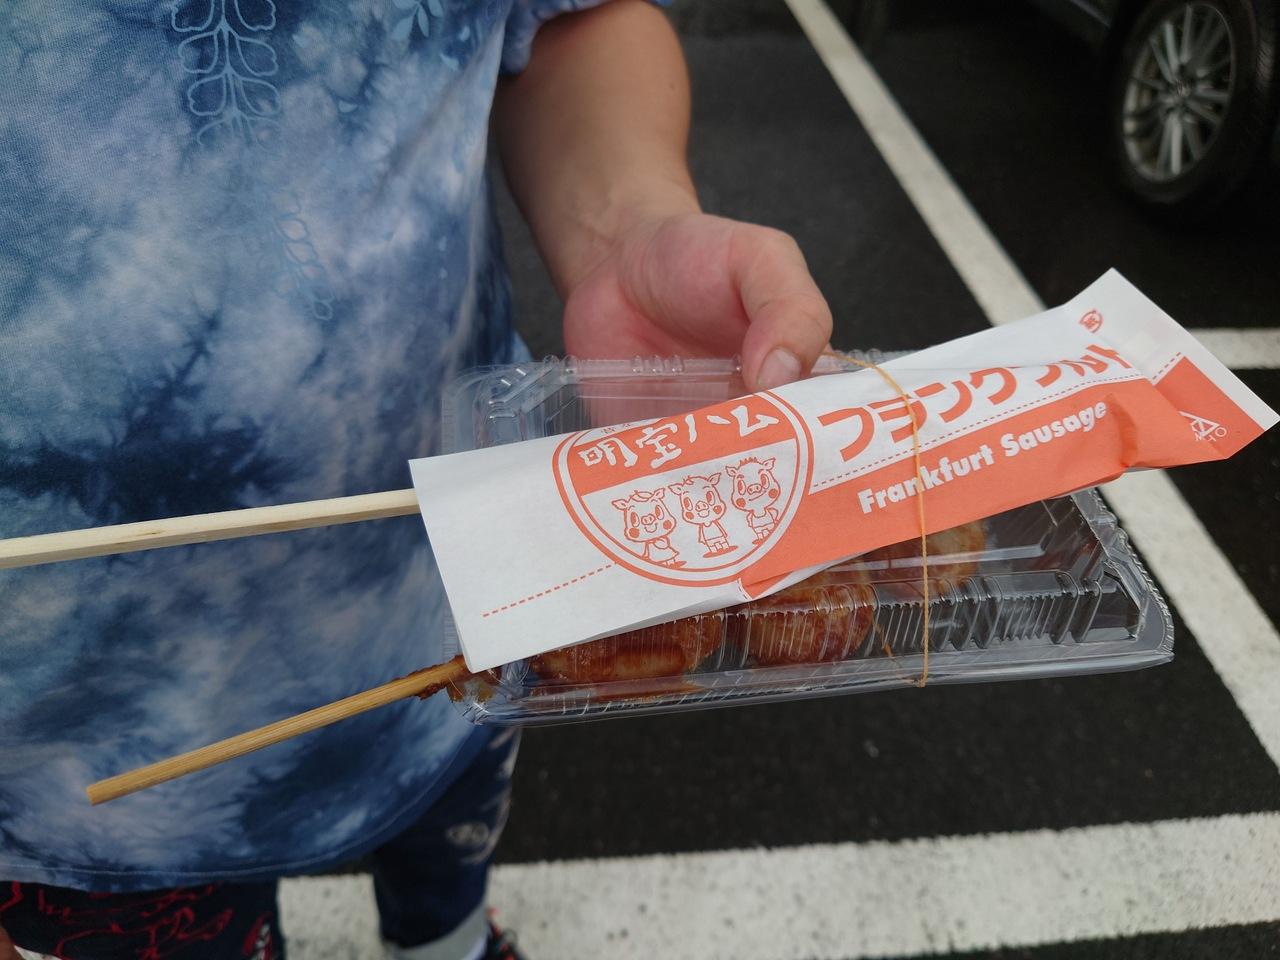 明宝ハム
フランクフルト
Frankfurt Sausage